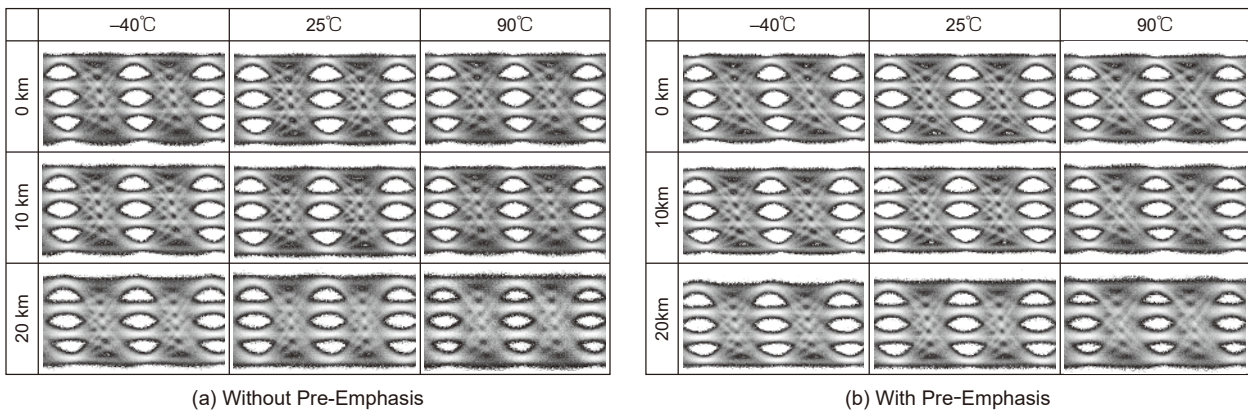 –40℃ 25℃ 90℃
0 km
10 km
20 km
(a) Without Pre-Emphasis
–40℃ 25℃ 90℃
0 km
10km
20km
(b) With Pre-Emphasis